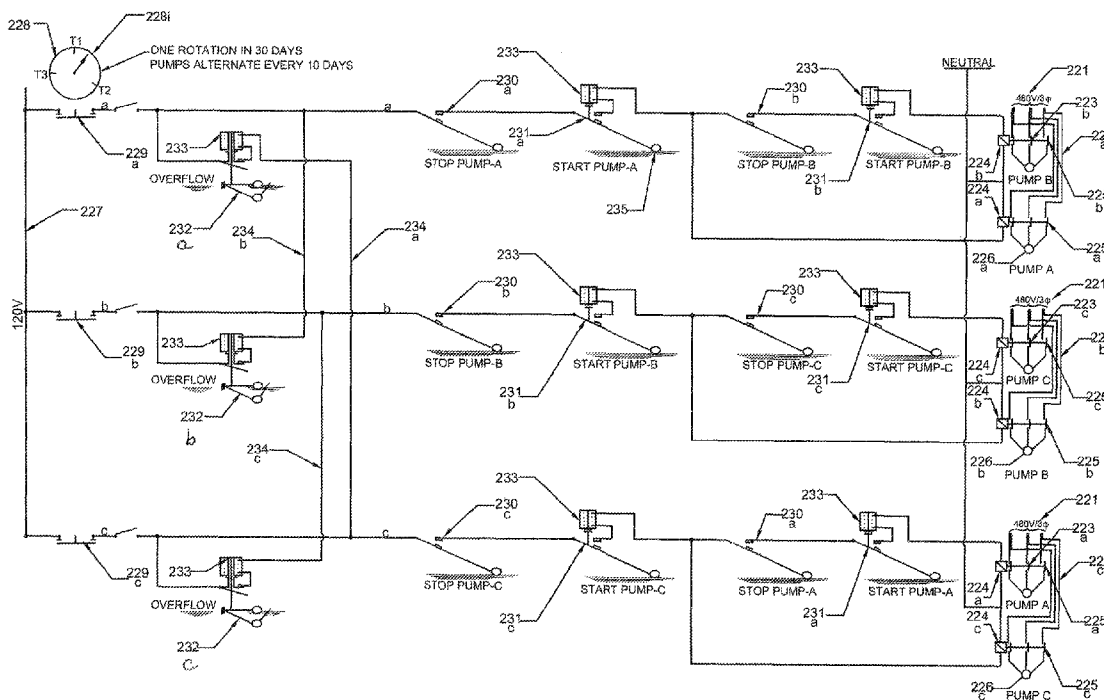 228
T1
228i
T3
T2
ONE ROTATION IN 30 DAYS
PUMPS ALTERNATE EVERY 10 DAYS
a
229
a
233
OVERFLOW
232
a
227
234
b
234
a
a
230
a
STOP PUMP-A
233
231
a
START PUMP-A
235
230
b
STOP PUMP-B
233
231
b
START PUMP-B
NEUTRAL
221
480V/3φ
223
b
224
b
PUMP B
225
b
224
a
225
a
226
a
PUMP A
120V
b
229
b
233
OVERFLOW
232
b
234
c
b
230
b
STOP PUMP-B
233
231
b
START PUMP-B
230
c
STOP PUMP-C
233
231
c
START PUMP-C
221
480V/3φ
223
c
224
c
PUMP C
225
c
224
b
225
b
226
b
PUMP B
c
229
c
233
OVERFLOW
232
c
c
230
c
STOP PUMP-C
233
231
c
START PUMP-C
230
a
STOP PUMP-A
233
231
a
START PUMP-A
221
480V/3φ
223
a
224
a
PUMP A
225
a
224
c
225
c
226
c
PUMP C